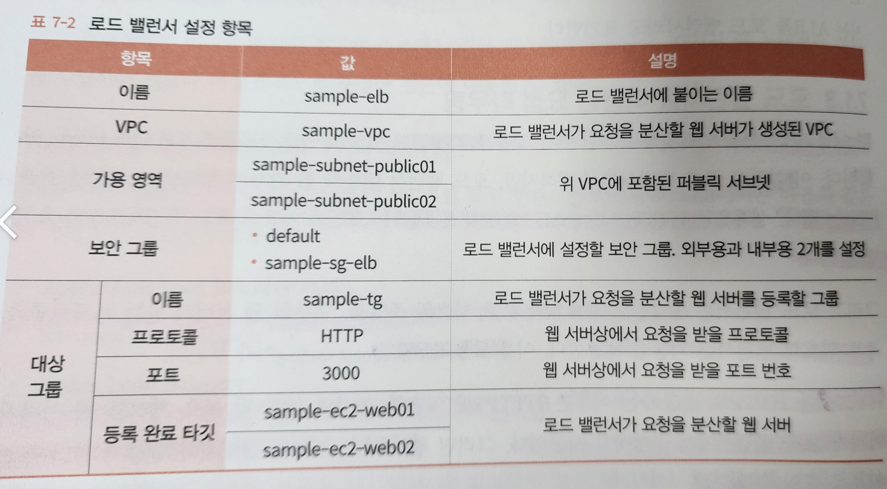 표 7-2 로드 밸런서 설정 항목
항목 값 설명
이름 sample-elb 로드 밸런서에 붙이는 이름
VPC sample-vpc 로드 밸런서가 요청을 분산할 웹 서버가 생성된 VPC
가용 영역 sample-subnet-public01 위 VPC에 포함된 퍼블릭 서브넷
sample-subnet-public02
보안 그룹 • default 로드 밸런서에 설정할 보안 그룹. 외부용과 내부용 2개를 설정
• sample-sg-elb
대상 그룹 이름 sample-tg 로드 밸런서가 요청을 분산할 웹 서버를 등록할 그룹
프로토콜 HTTP 웹 서버상에서 요청을 받을 프로토콜
포트 3000 웹 서버상에서 요청을 받을 포트 번호
등록 완료 타깃 sample-ec2-web01 로드 밸런서가 요청을 분산할 웹 서버
sample-ec2-web02